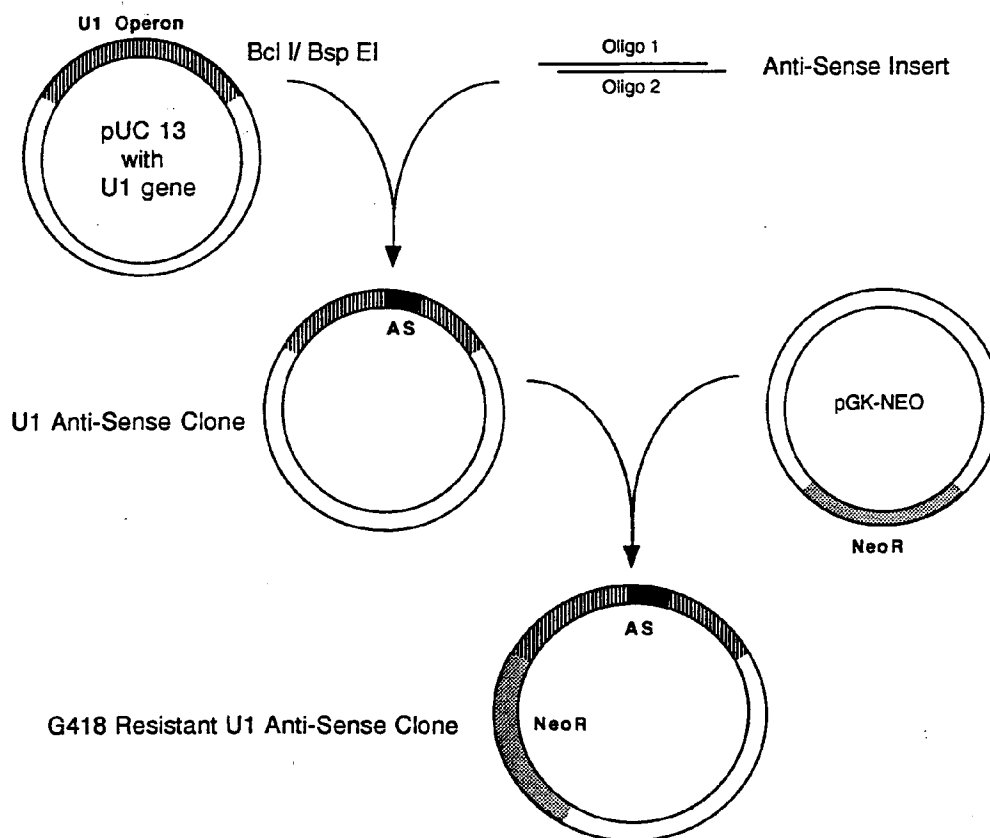 U1 Operon
Bcl I/ Bsp EI
Oligo 1
Oligo 2
Anti-Sense Insert
pUC 13
with
U1 gene
AS
U1 Anti-Sense Clone
pGK-NEO
NeoR
AS
G418 Resistant U1 Anti-Sense Clone
NeoR